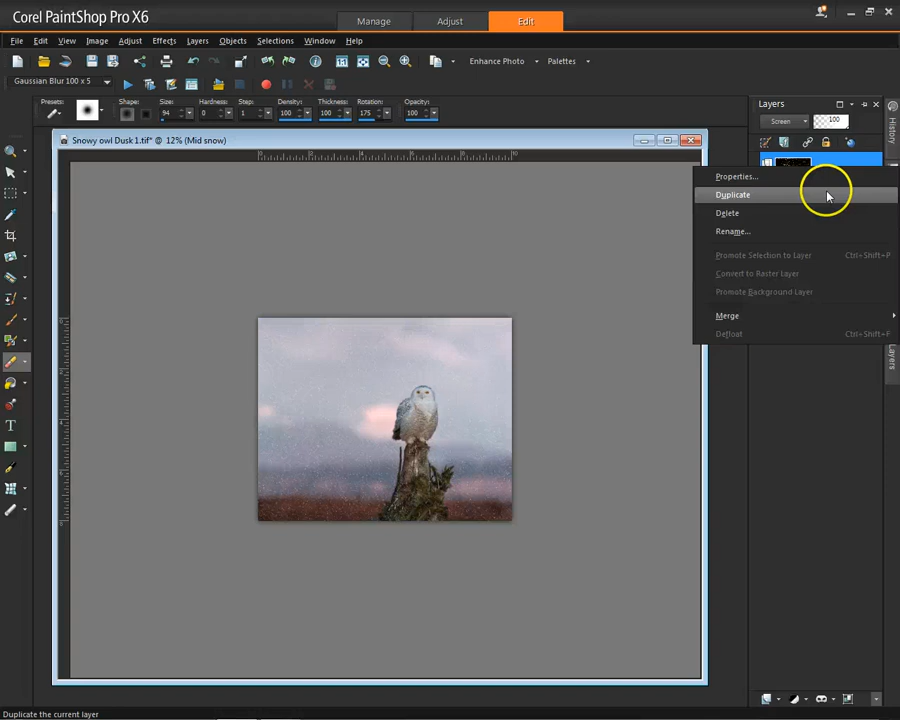 Corel PaintShop Pro X6
Manage
Adjust
Edit
File Edit View Image Adjust Effects Layers Objects Selections Window Help
1:1
Enhance Photo
Palettes
Gaussian Blur 100 x 5
Presets: Shape: Size: Hardness: Step: Density: Thickness: Rotation: Opacity:
94 0 1 100 100 175 100
Layers
Snowy owl Dusk 1.tif* @ 12% (Mid snow)
Screen 100
History
Properties...
Duplicate
Delete
Rename...
Promote Selection to Layer Ctrl+Shift+P
Convert to Raster Layer
Promote Background Layer
Merge
Defloat Ctrl+Shift+F
Layers
Duplicate the current layer